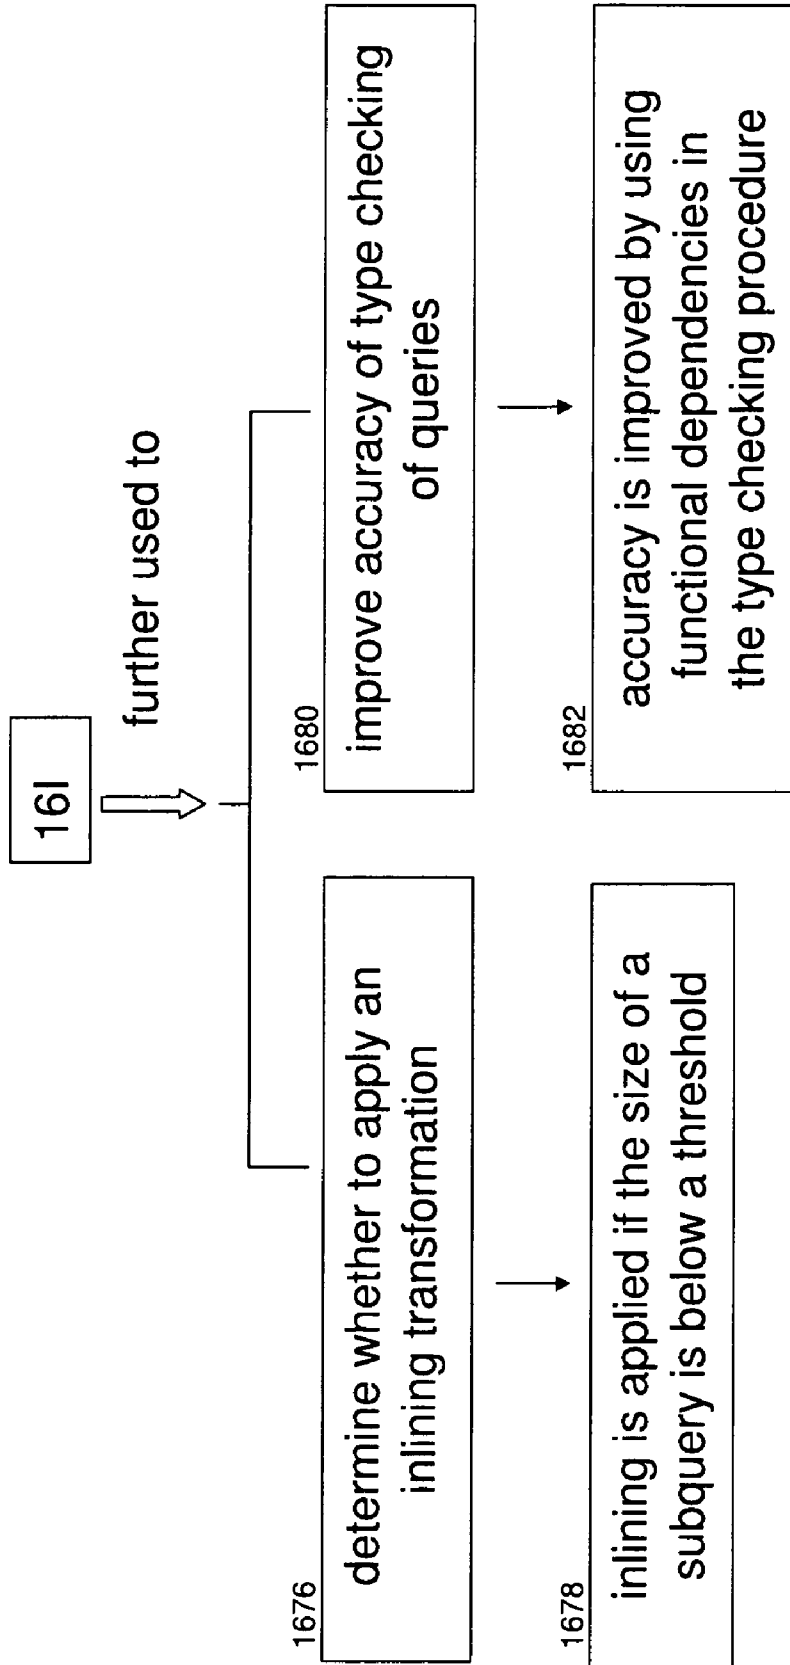 16I
further used to
1676
determine whether to apply an
inlining transformation
1678
inlining is applied if the size of a
subquery is below a threshold
1680
improve accuracy of type checking
of queries
1682
accuracy is improved by using
functional dependencies in
the type checking procedure